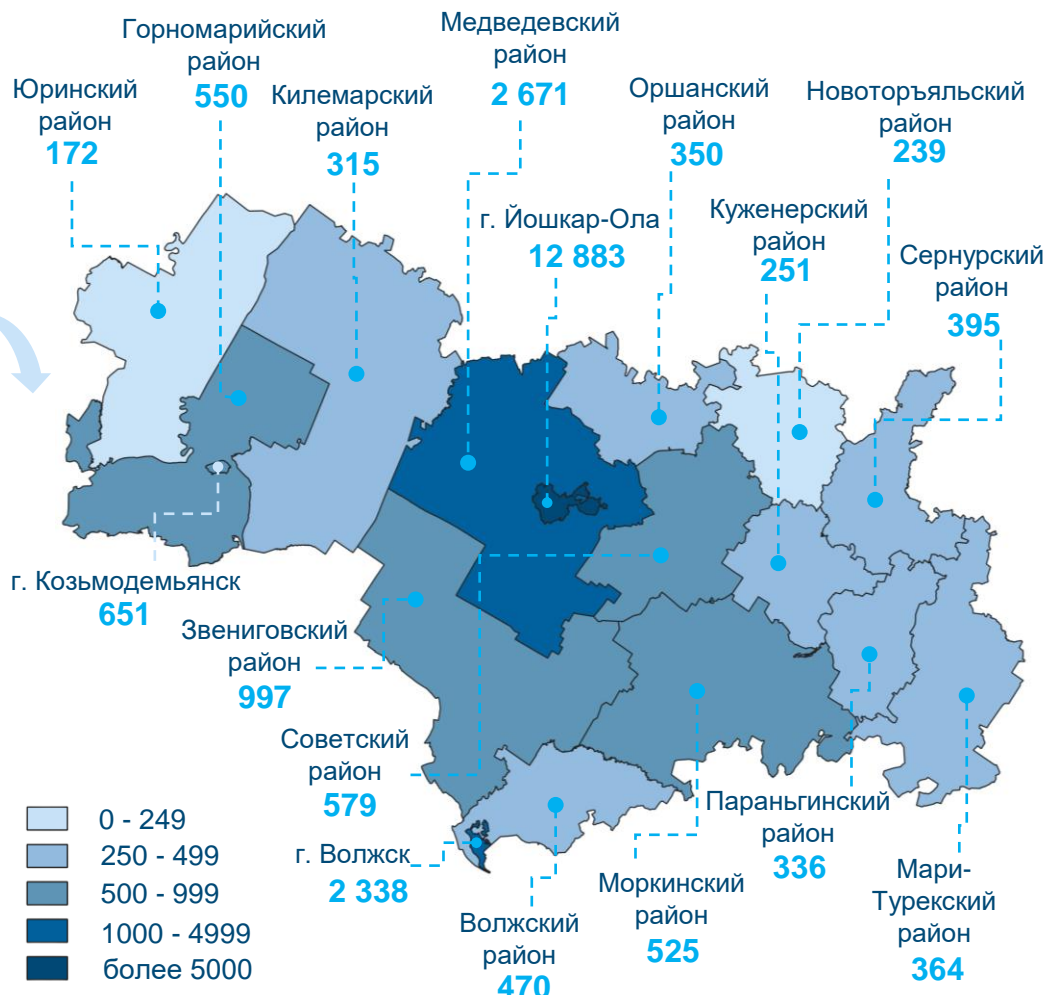 Горномарийский
район
550
Медведевский
район
2 671
Юринский
район
172
Килемарский
район
315
Оршанский
район
350
Новоторъяльский
район
239
г. Йошкар-Ола
12 883
Куженерский
район
251
Сернурский
район
395
г. Козьмодемьянск
651
Звениговский
район
997
Советский
район
579
г. Волжск
2 338
Волжский
район
470
Моркинский
район
525
Параньгинский
район
336
Мари-
Турекский
район
364
0 - 249
250 - 499
500 - 999
1000 - 4999
более 5000